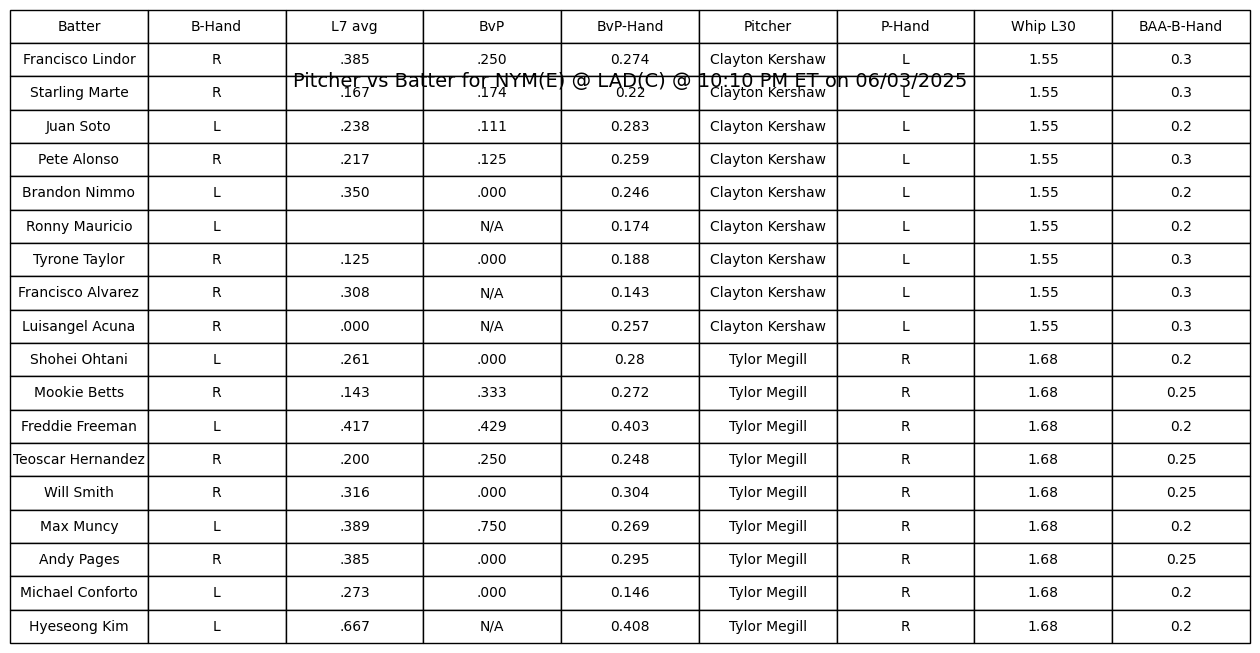 Batter B-Hand L7 avg BvP BvP-Hand Pitcher P-Hand Whip L30 BAA-B-Hand
Francisco Lindor R .385 .250 0.274 Clayton Kershaw L 1.55 0.3
Pitcher vs Batter for NYM(E) @ LAD(C) @ 10:10 PM ET on 06/03/2025
Starling Marte R .167 .174 0.22 Clayton Kershaw L 1.55 0.3
Juan Soto L .238 .111 0.283 Clayton Kershaw L 1.55 0.2
Pete Alonso R .217 .125 0.259 Clayton Kershaw L 1.55 0.3
Brandon Nimmo L .350 .000 0.246 Clayton Kershaw L 1.55 0.2
Ronny Mauricio L N/A 0.174 Clayton Kershaw L 1.55 0.2
Tyrone Taylor R .125 .000 0.188 Clayton Kershaw L 1.55 0.3
Francisco Alvarez R .308 N/A 0.143 Clayton Kershaw L 1.55 0.3
Luisangel Acuna R .000 N/A 0.257 Clayton Kershaw L 1.55 0.3
Shohei Ohtani L .261 .000 0.28 Tylor Megill R 1.68 0.2
Mookie Betts R .143 .333 0.272 Tylor Megill R 1.68 0.25
Freddie Freeman L .417 .429 0.403 Tylor Megill R 1.68 0.2
Teoscar Hernandez R .200 .250 0.248 Tylor Megill R 1.68 0.25
Will Smith R .316 .000 0.304 Tylor Megill R 1.68 0.25
Max Muncy L .389 .750 0.269 Tylor Megill R 1.68 0.2
Andy Pages R .385 .000 0.295 Tylor Megill R 1.68 0.25
Michael Conforto L .273 .000 0.146 Tylor Megill R 1.68 0.2
Hyeseong Kim L .667 N/A 0.408 Tylor Megill R 1.68 0.2